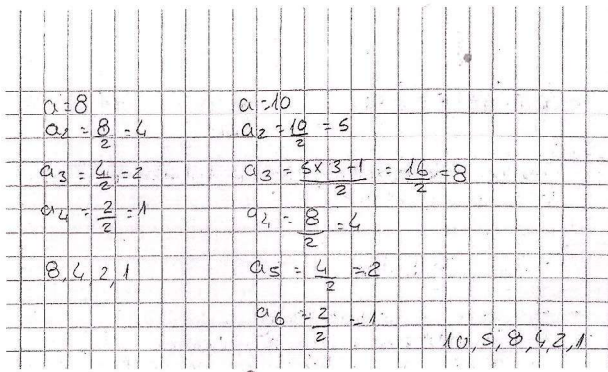 a=8
a2 = 8/2 = 4
a3 = 4/2 = 2
a4 = 2/2 = 1
8, 4, 2, 1
a=10
a2 = 10/2 = 5
a3 = 5x3+1/2 = 16/2 = 8
a4 = 8/2 = 4
a5 = 4/2 = 2
a6 = 2/2 = 1
10, 5, 8, 4, 2, 1